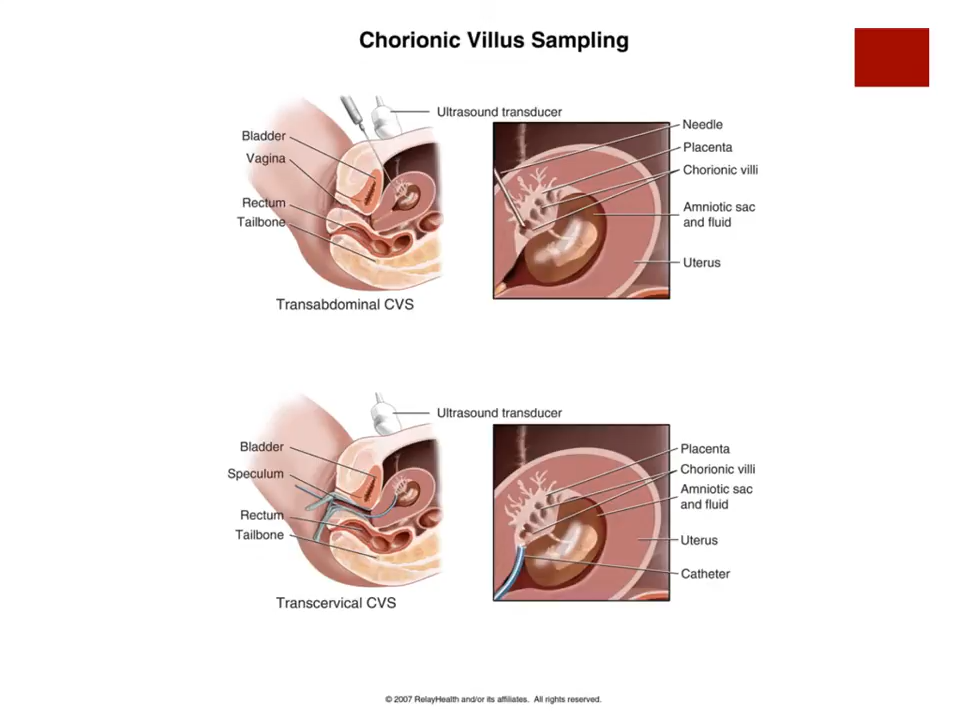 Chorionic Villus Sampling
Ultrasound transducer
Bladder
Vagina
Rectum
Tailbone
Needle
Placenta
Chorionic villi
Amniotic sac
and fluid
Uterus
Transabdominal CVS
Ultrasound transducer
Bladder
Speculum
Rectum
Tailbone
Placenta
Chorionic villi
Amniotic sac
and fluid
Uterus
Catheter
Transcervical CVS
© 2007 RelayHealth and/or its affiliates. All rights reserved.